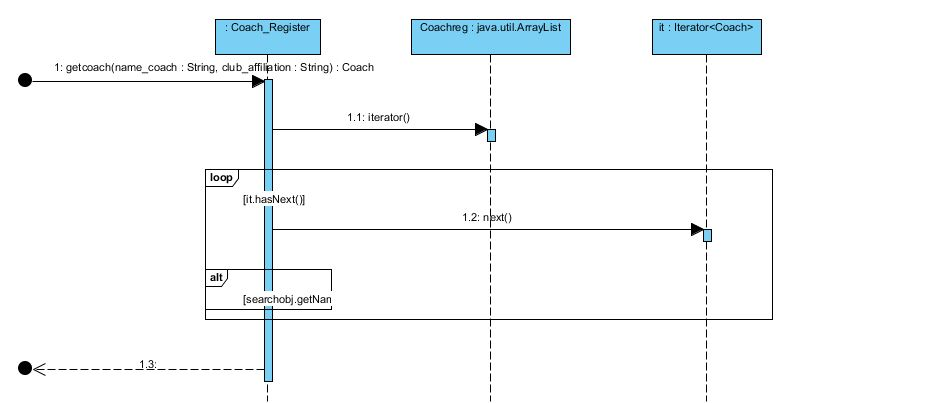 : Coach_Register
Coachreg : java.util.ArrayList
it : Iterator<Coach>
1: getcoach(name_coach : String, club_affiliation : String) : Coach
1.1: iterator()
loop
[it.hasNext()]
1.2: next()
alt
[searchobj.getNan
1.3: